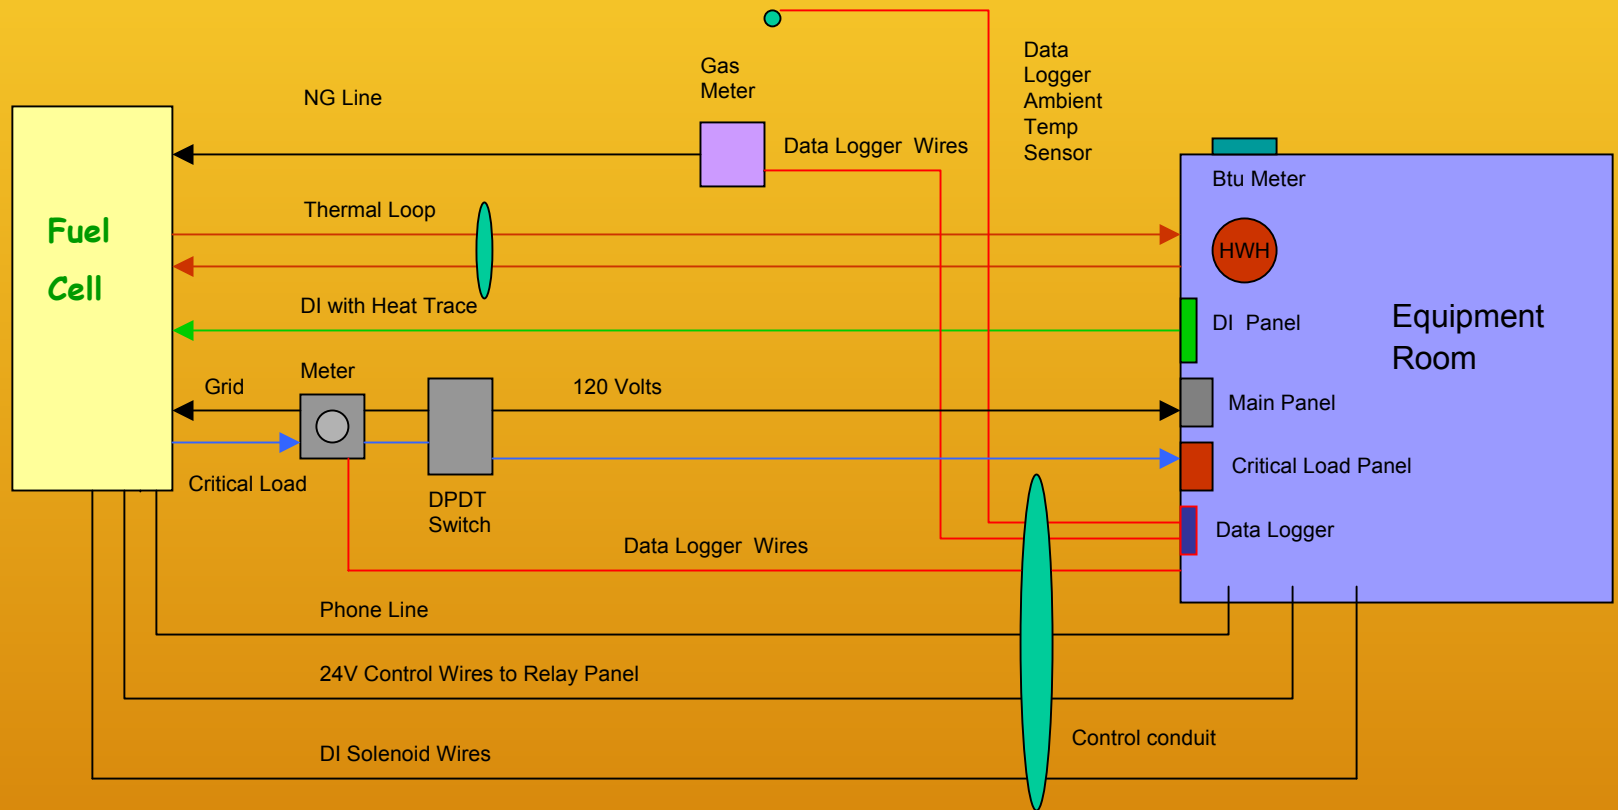 Data
Logger
Ambient
Temp
Sensor
Gas
Meter
NG Line
Data Logger Wires
Btu Meter
Thermal Loop
Fuel
Cell
HWH
DI with Heat Trace
DI Panel
Equipment
Room
Meter
Grid
120 Volts
Main Panel
Critical Load
Critical Load Panel
DPDT
Switch
Data Logger
Data Logger Wires
Phone Line
24V Control Wires to Relay Panel
Control conduit
DI Solenoid Wires